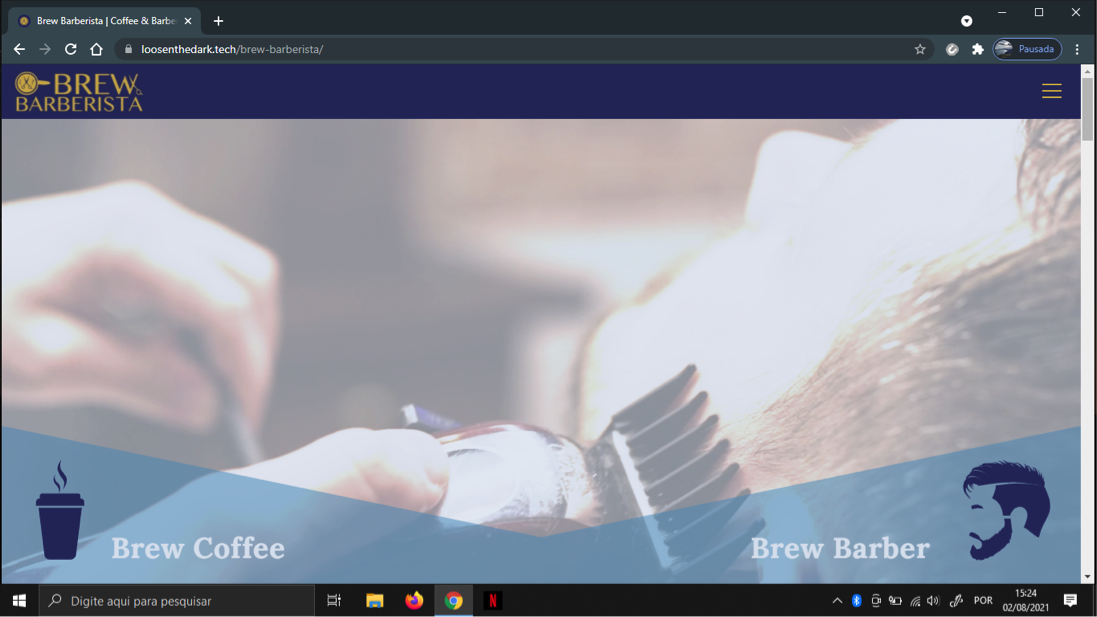 Brew Barberista | Coffee & Barbe
loosenthedark.tech/brew-barberista/
Pausada
BREW
BARBERISTA
Brew Coffee
Brew Barber
Digite aqui para pesquisar
N
POR
15:24
02/08/2021